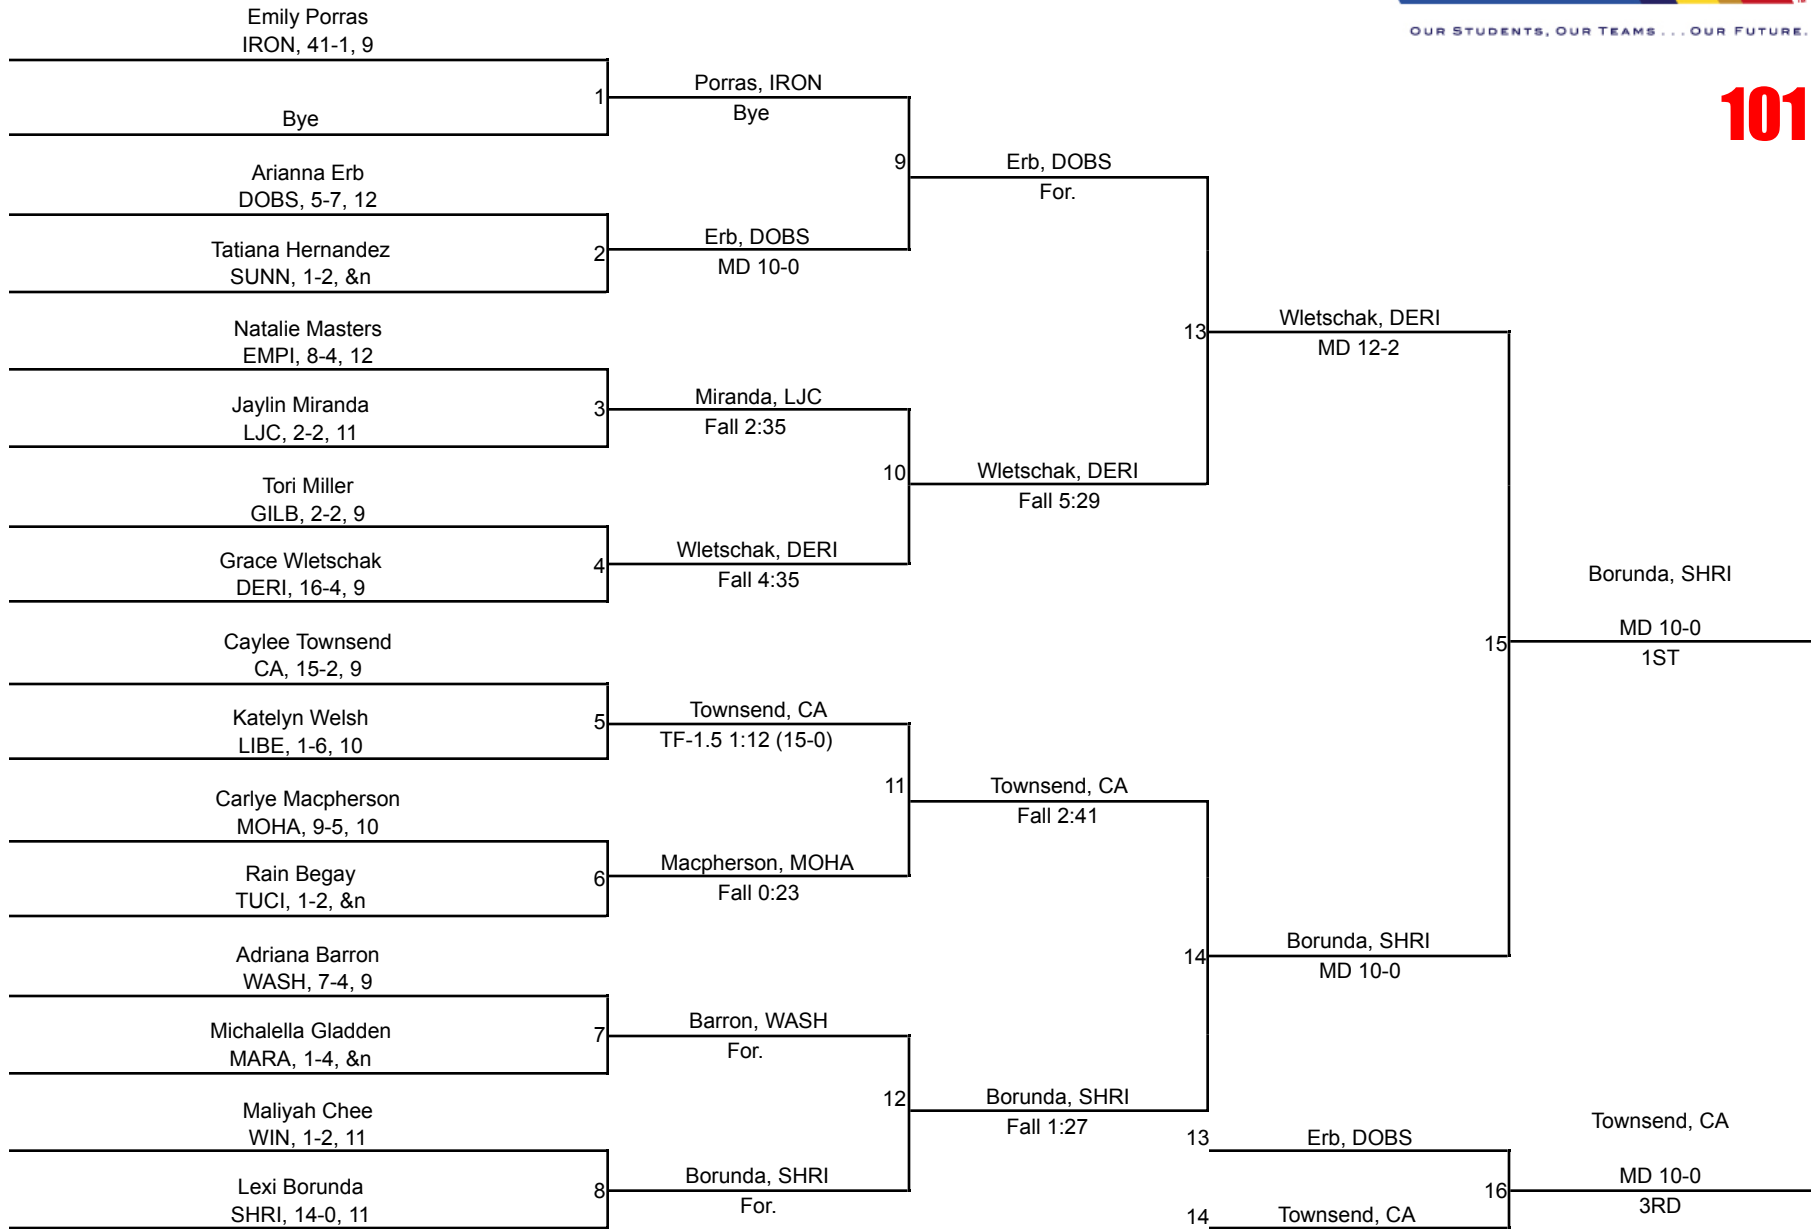 OUR STUDENTS, OUR TEAMS . . . OUR FUTURE.
101
Emily Porras
IRON, 41-1, 9
Bye
1
Porras, IRON
Bye
Arianna Erb
DOBS, 5-7, 12
Tatiana Hernandez
SUNN, 1-2, &n
2
Erb, DOBS
MD 10-0
9
Erb, DOBS
For.
Natalie Masters
EMPI, 8-4, 12
Jaylin Miranda
LJC, 2-2, 11
3
Miranda, LJC
Fall 2:35
Tori Miller
GILB, 2-2, 9
Grace Wletschak
DERI, 16-4, 9
4
Wletschak, DERI
Fall 4:35
10
Wletschak, DERI
Fall 5:29
13
Wletschak, DERI
MD 12-2
Caylee Townsend
CA, 15-2, 9
Katelyn Welsh
LIBE, 1-6, 10
5
Townsend, CA
TF-1.5 1:12 (15-0)
Carlye Macpherson
MOHA, 9-5, 10
Rain Begay
TUCI, 1-2, &n
6
Macpherson, MOHA
Fall 0:23
11
Townsend, CA
Fall 2:41
Adriana Barron
WASH, 7-4, 9
Michalella Gladden
MARA, 1-4, &n
7
Barron, WASH
For.
Maliyah Chee
WIN, 1-2, 11
Lexi Borunda
SHRI, 14-0, 11
8
Borunda, SHRI
For.
12
Borunda, SHRI
Fall 1:27
14
Borunda, SHRI
MD 10-0
15
Borunda, SHRI
MD 10-0
1ST
13
Erb, DOBS
14
Townsend, CA
16
Townsend, CA
MD 10-0
3RD